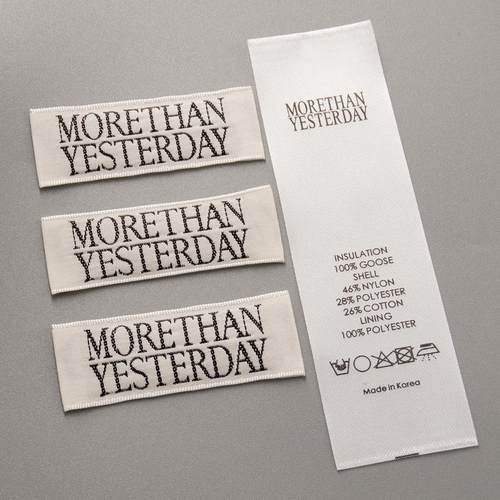 MORETHAN
YESTERDAY
MORETHAN
YESTERDAY
MORETHAN
YESTERDAY
MORETHAN
YESTERDAY
INSULATION
100% GOOSE
SHELL
46% NYLON
28% POLYESTER
26% COTTON
LINING
100% POLYESTER
Made in Korea